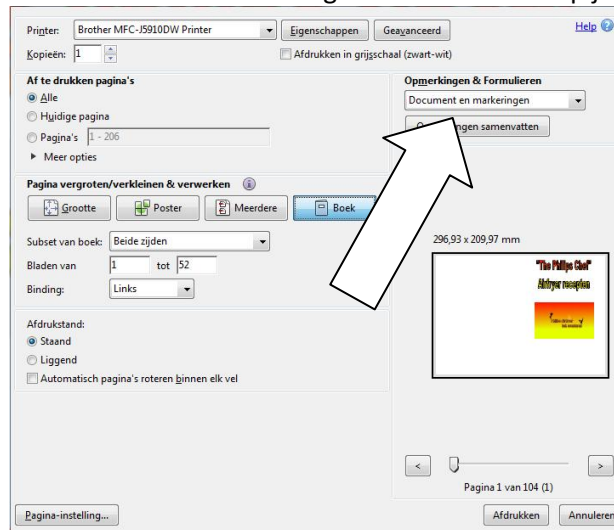 Printer: Brother MFC-J5910DW Printer Eigenschappen Geavanceerd Help
Kopieën: 1 Afdrukken in grijsschaal (zwart-wit)
Af te drukken pagina's
Alle
Huidige pagina
Pagina's 1 - 206
Meer opties
Opmerkingen & Formulieren
Document en markeringen
samenvatten
Pagina vergroten/verkleinen & verwerken
Grootte Poster Meerdere Boek
Subset van boek: Beide zijden
Bladen van 1 tot 52
Binding: Links
Afdrukstand:
Staand
Liggend
Automatisch pagina's roteren binnen elk vel
296,93 x 209,97 mm
"The Philips Chef"
Airfryer recepten
< >
Pagina 1 van 104 (1)
Pagina-instelling... Afdrukken Annuleren